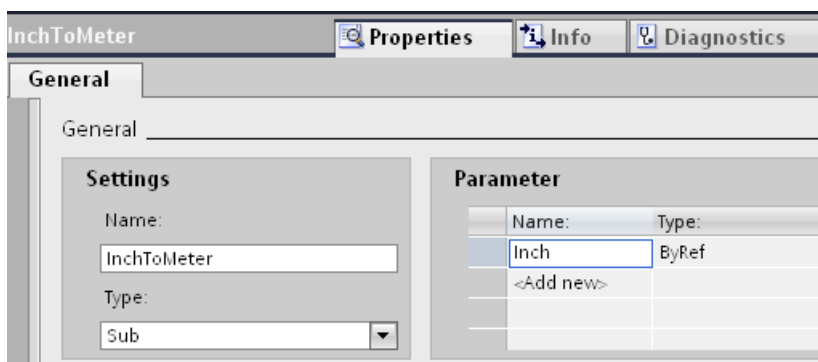 InchToMeter Properties Info Diagnostics
General
General
Settings Parameter
Name: Name: Type:
InchToMeter Inch ByRef
<Add new>
Type:
Sub